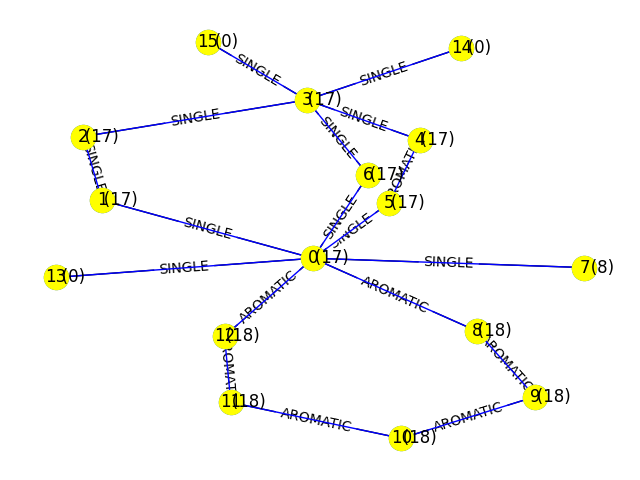 15(0)
14(0)
SINGLE
SINGLE
3(17)
SINGLE
SINGLE
SINGLE
2(17)
4(17)
SINGLE
AROMATIC
6(17)
1(17)
5(17)
SINGLE
SINGLE
SINGLE
0(17)
SINGLE
SINGLE
13(0)
7(8)
AROMATIC
AROMATIC
12(18)
8(18)
AROMATIC
AROMATIC
11(18)
9(18)
AROMATIC
AROMATIC
10(18)